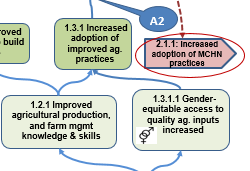 roved
build
1.3.1 Increased
adoption of
improved ag.
practices
A2
2.1.1: Increased
adoption of MCHN
practices
1.2.1 Improved
agricultural production,
and farm mgmt
knowledge & skills
1.3.1.1 Gender-
equitable access to
quality ag. inputs
increased